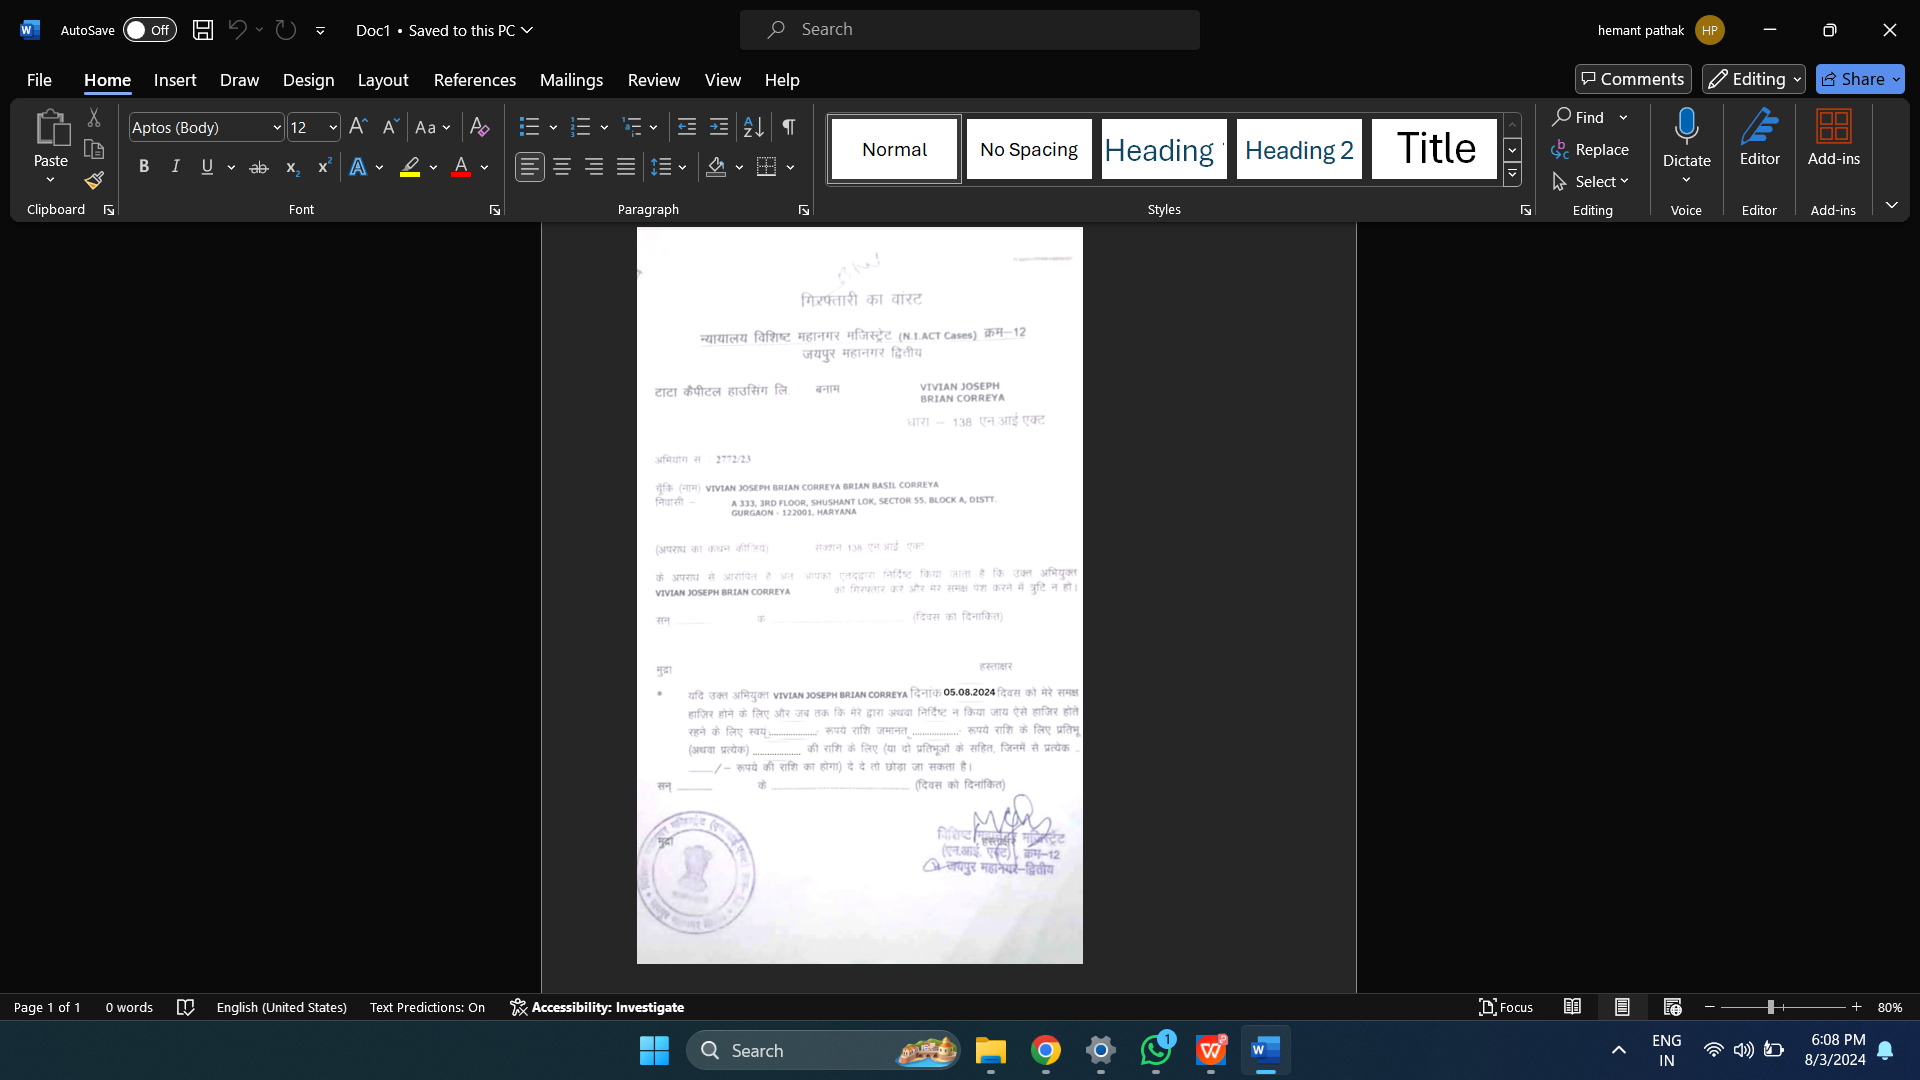 AutoSave Off Doc1 • Saved to this PC Search hemant pathak HP
File Home Insert Draw Design Layout References Mailings Review View Help Comments Editing Share
Paste Aptos (Body) 12 Aa Normal No Spacing Heading Heading 2 Title Find Replace Select Dictate Editor Add-ins
Clipboard Font Paragraph Styles Editing Voice Editor Add-ins
गिरफ्तारी का वांरट
न्यायालय विशिष्ट महानगर मजिस्ट्रेट (N.I.ACT Cases) क्रम–12
जयपुर महानगर द्वितीय
टाटा कैपीटल हाउसिंग लि. बनाम VIVIAN JOSEPH
BRIAN CORREYA
धारा – 138 एन आई एक्ट
अभियोग स 2772/23
चूँकि (नाम) VIVIAN JOSEPH BRIAN CORREYA BRIAN BASIL CORREYA
निवासी – A 333, 3RD FLOOR, SHUSHANT LOK, SECTOR 55, BLOCK A, DISTT.
GURGAON - 122001, HARYANA
(अपराध का कथन कीजिये) सेक्शन 138 एन.आई. एक्ट
के अपराध से आरोपित है अतः आपको एतद्द्वारा निर्दिष्ट किया जाता है कि उक्त अभियुक्त
VIVIAN JOSEPH BRIAN CORREYA को गिरफ्तार करे और मेरे समक्ष पेश करने में त्रुटि न हो।
सन् ............ के ............ (दिवस को दिनांकित)
मुद्रा हस्ताक्षर
* यदि उक्त अभियुक्त VIVIAN JOSEPH BRIAN CORREYA दिनांक 05.08.2024 दिवस को मेरे समक्ष
हाज़िर होने के लिए और जब तक कि मेरे द्वारा अथवा निर्दिष्ट न किया जाय ऐसे हाजिर होते
रहने के लिए स्वयं .................... रूपये राशि जमानत .................. रूपये राशि के लिए प्रतिभू
(अथवा प्रत्येक) ................... की राशि के लिए (या दो प्रतिभूओं के सहित, जिनमें से प्रत्येक ..
......./– रूपये की राशि का होगा) दे दे तो छोड़ा जा सकता है।
सन् ............ के ............ (दिवस को दिनांकित)
मुद्रा हस्ताक्षर
विशिष्ट महानगर मजिस्ट्रेट
(एन.आई. एक्ट) , क्रम–12
जयपुर महानगर–द्वितीय
Page 1 of 1 0 words English (United States) Text Predictions: On Accessibility: Investigate Focus 80%
Search 1 ENG 6:08 PM
IN 8/3/2024